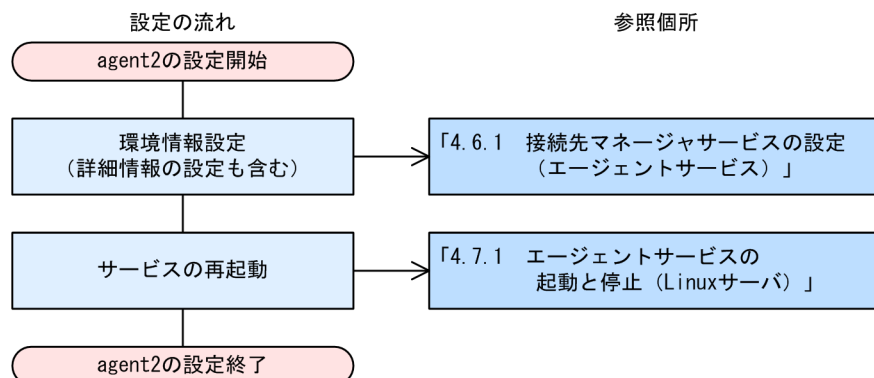 設定の流れ
参照個所
agent2の設定開始
環境情報設定
(詳細情報の設定も含む)
「4.6.1　接続先マネージャサービスの設定
(エージェントサービス)」
サービスの再起動
「4.7.1　エージェントサービスの
起動と停止(Linuxサーバ)」
agent2の設定終了